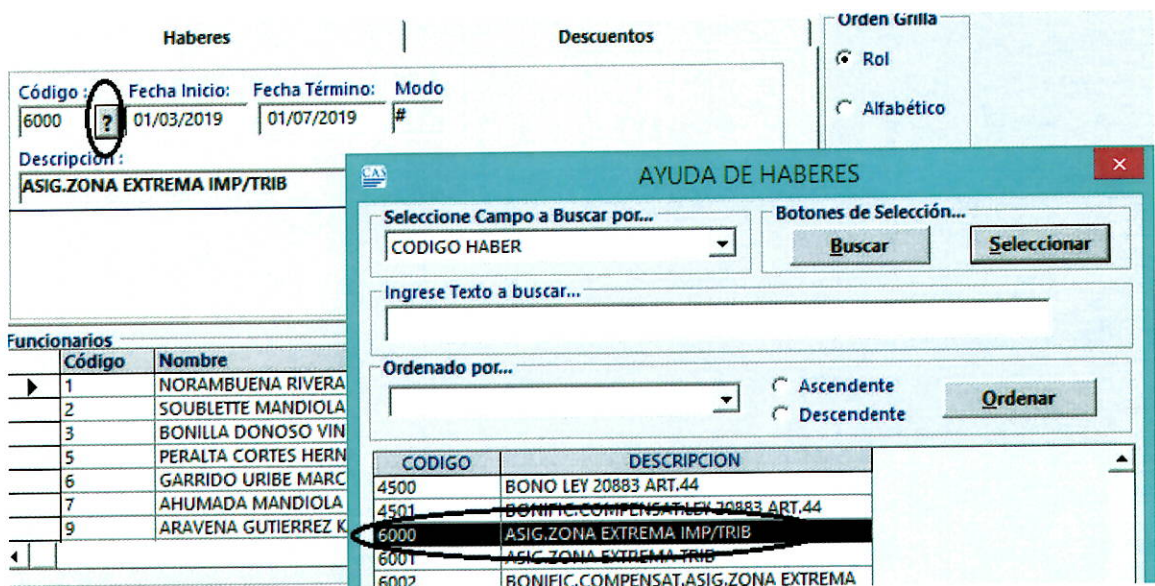 Haberes
Descuentos
Orden Grilla
Rol
Alfabético
Código :
Fecha Inicio:
Fecha Término:
Modo
6000
?
01/03/2019
01/07/2019
#
Descripción :
ASIG.ZONA EXTREMA IMP/TRIB
Funcionarios
Código Nombre
1 NORAMBUENA RIVERA
2 SOUBLETTE MANDIOLA
3 BONILLA DONOSO VIN
5 PERALTA CORTES HERN
6 GARRIDO URIBE MARC
7 AHUMADA MANDIOLA
9 ARAVENA GUTIERREZ K
CAS
AYUDA DE HABERES
Seleccione Campo a Buscar por...
CODIGO HABER
Botones de Selección...
Buscar
Seleccionar
Ingrese Texto a buscar...
Ordenado por...
Ascendente
Descendente
Ordenar
CODIGO DESCRIPCION
4500 BONO LEY 20883 ART.44
4501 BONIFIC.COMPENSAT.LEY 20883 ART.44
6000 ASIG.ZONA EXTREMA IMP/TRIB
6001 ASIG.ZONA EXTREMA TRIB
6002 BONIFIC.COMPENSAT.ASIG.ZONA EXTREMA